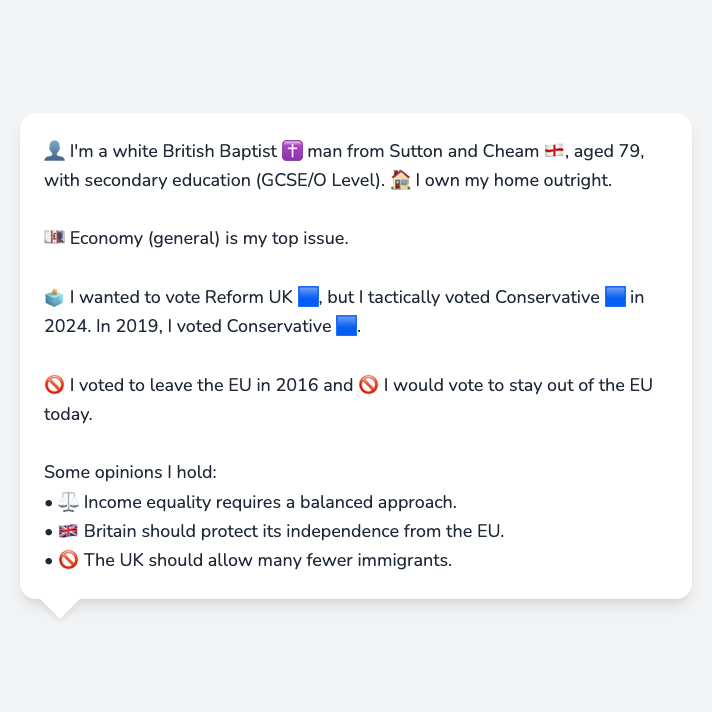 👤 I'm a white British Baptist ✝️ man from Sutton and Cheam 🏴󠁧󠁢󠁥󠁮󠁧󠁿, aged 79,
with secondary education (GCSE/O Level). 🏠 I own my home outright.
💷 Economy (general) is my top issue.
🗳️ I wanted to vote Reform UK 🟦, but I tactically voted Conservative 🟦 in
2024. In 2019, I voted Conservative 🟦.
🚫 I voted to leave the EU in 2016 and 🚫 I would vote to stay out of the EU
today.
Some opinions I hold:
• ⚖️ Income equality requires a balanced approach.
• 🇬🇧 Britain should protect its independence from the EU.
• 🚫 The UK should allow many fewer immigrants.